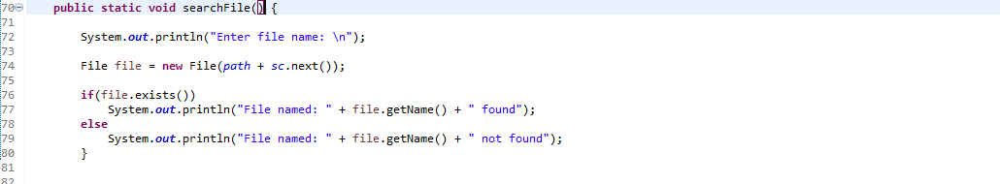 70 public static void searchFile() {
71
72 System.out.println("Enter file name: \n");
73
74 File file = new File(path + sc.next());
75
76 if(file.exists())
77 System.out.println("File named: " + file.getName() + " found");
78 else
79 System.out.println("File named: " + file.getName() + " not found");
80 }
81
82